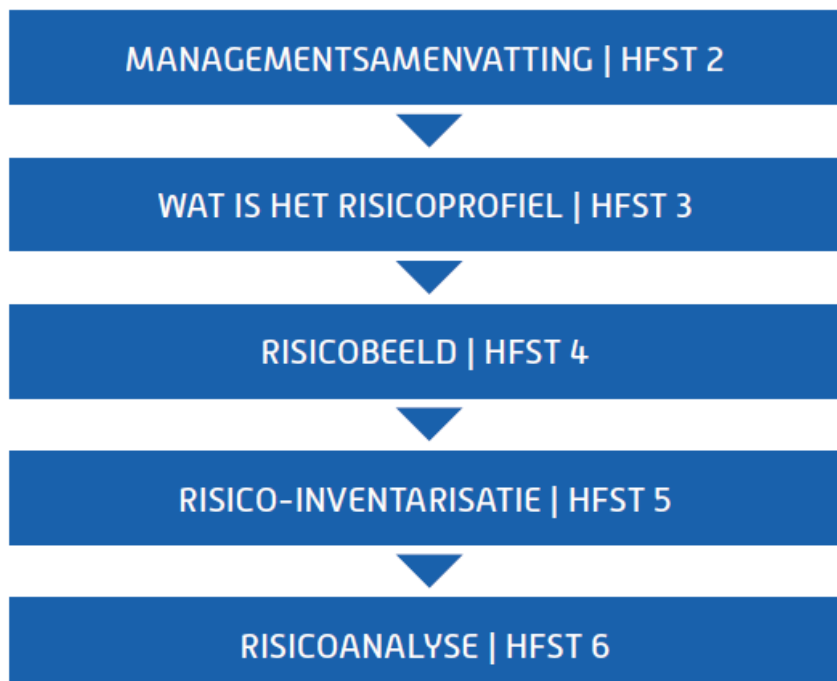 MANAGEMENTSAMENVATTING | HFST 2
WAT IS HET RISICOPROFIEL | HFST 3
RISICOBEELD | HFST 4
RISICO-INVENTARISATIE | HFST 5
RISICOANALYSE | HFST 6